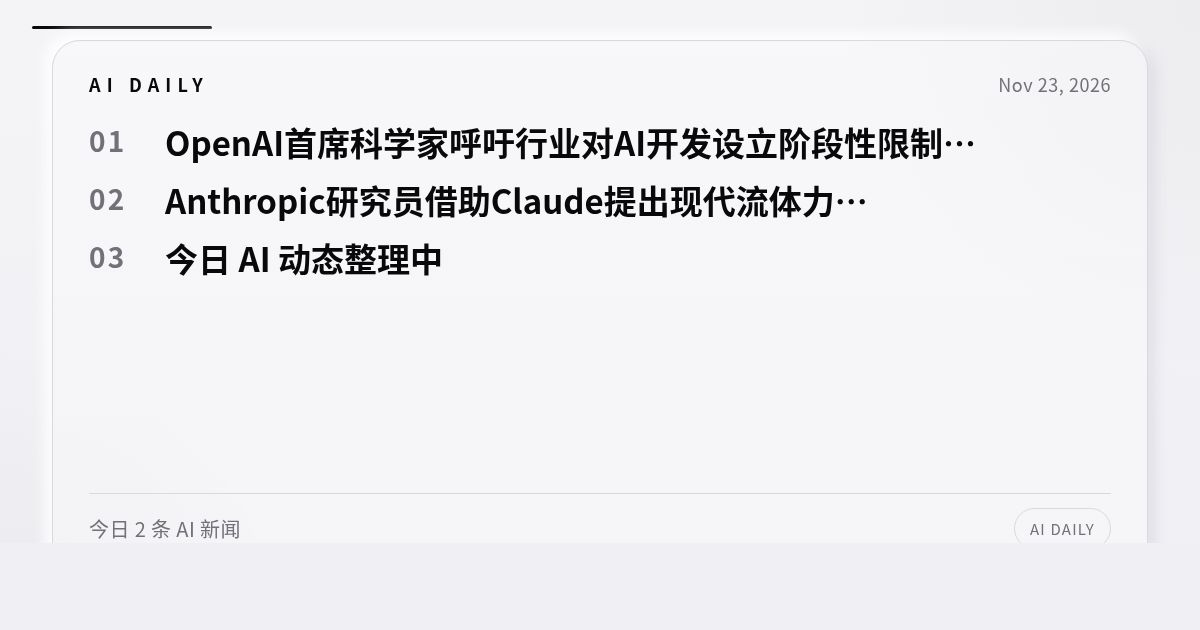 AI DAILY
Nov 23, 2026
01 OpenAI首席科学家呼吁行业对AI开发设立阶段性限制…
02 Anthropic研究员借助Claude提出现代流体力…
03 今日 AI 动态整理中
今日 2 条 AI 新闻
AI DAILY